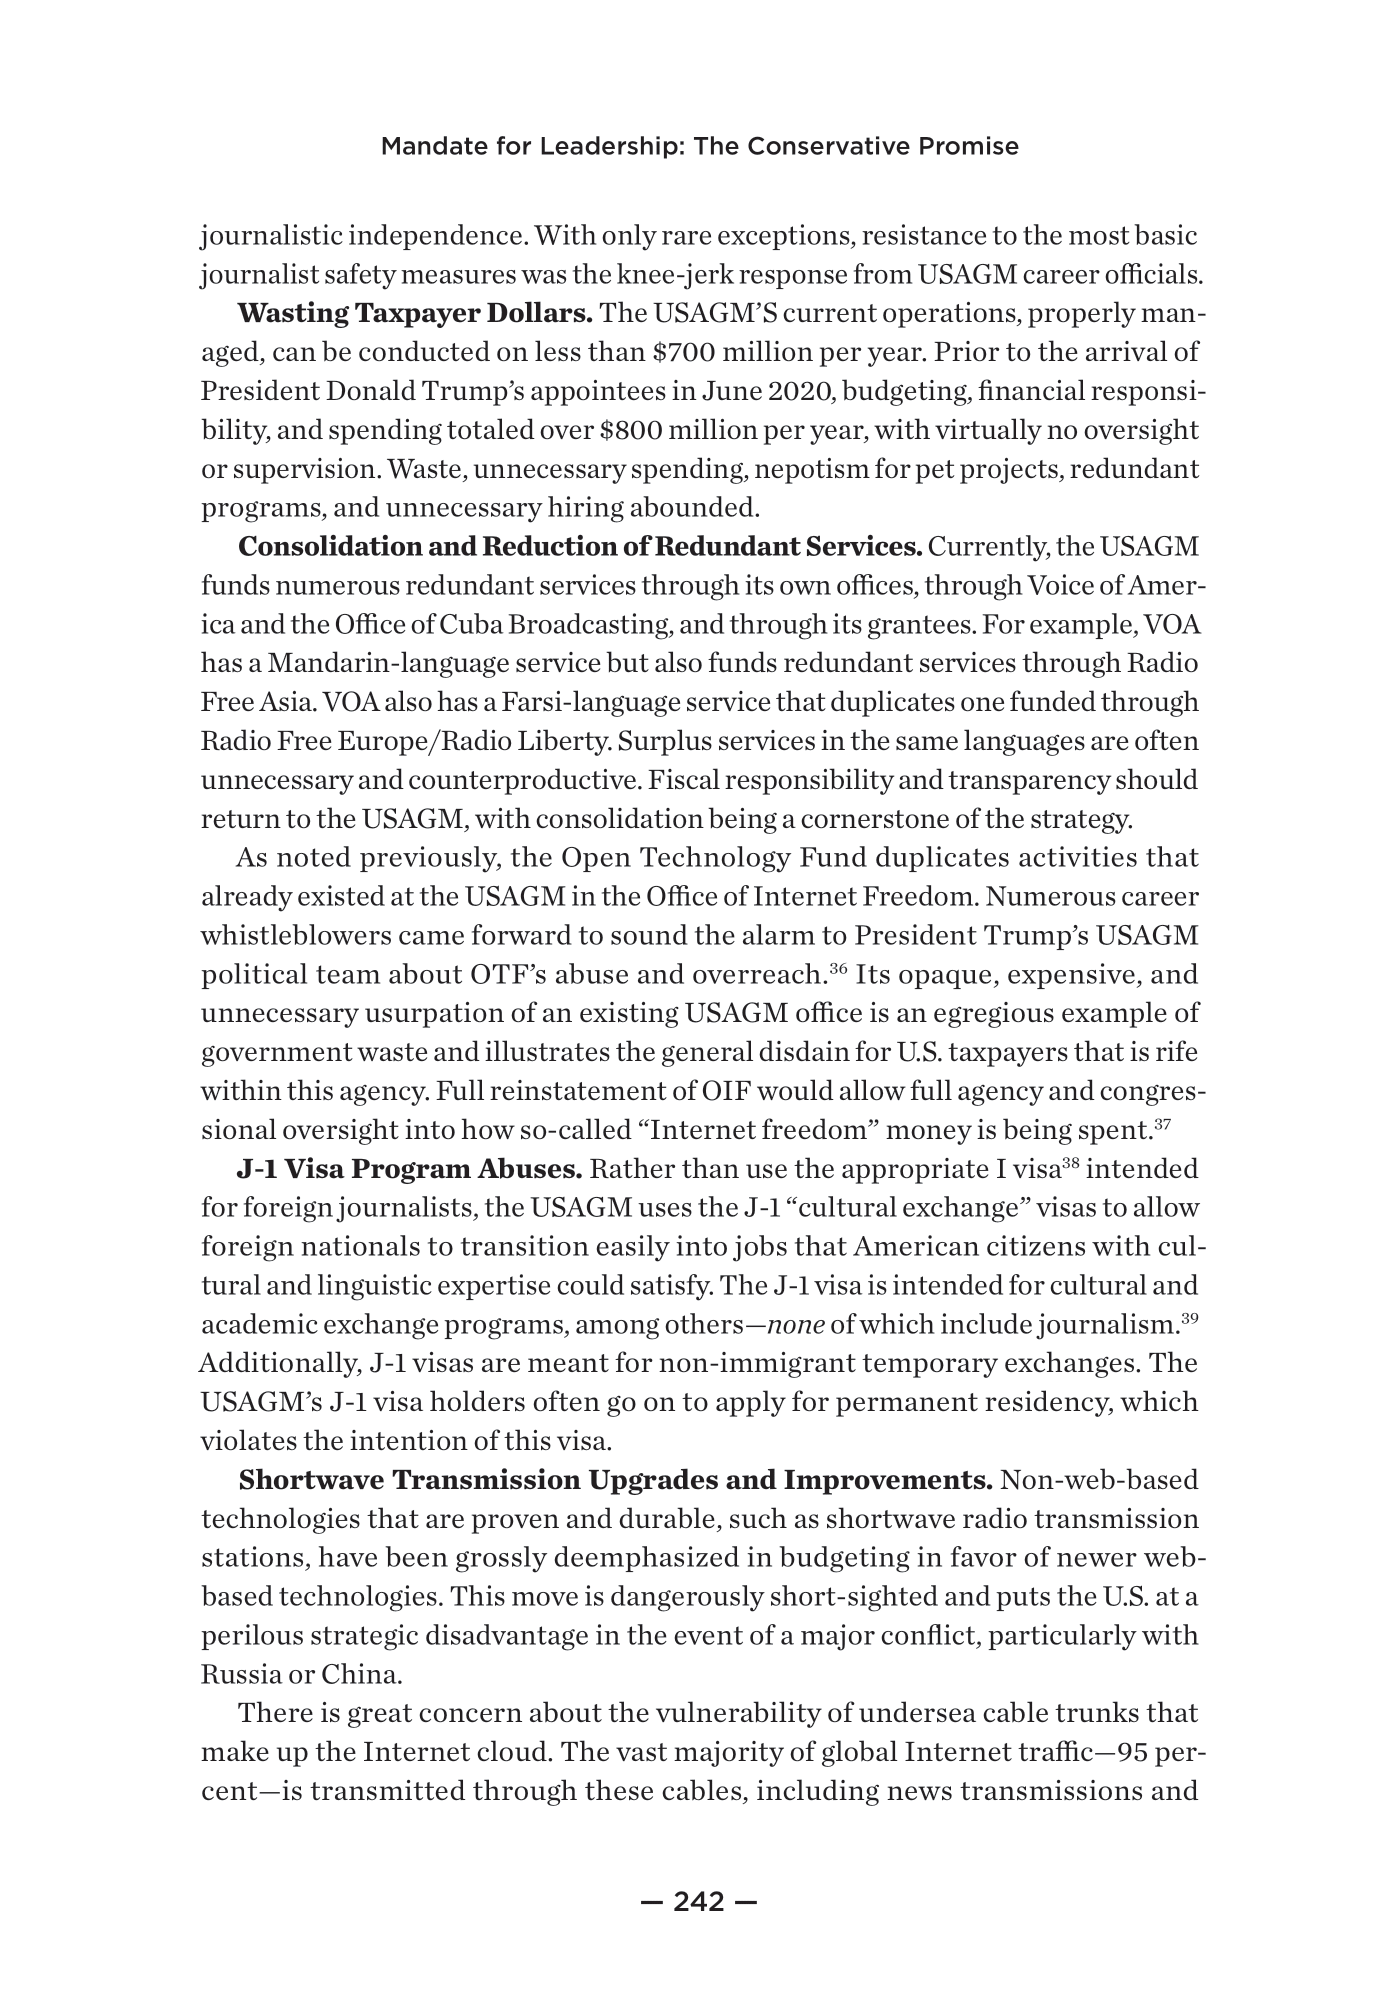 Mandate for Leadership: The Conservative Promise
journalistic independence. With only rare exceptions, resistance to the most basic
journalist safety measures was the knee-jerk response from USAGM career officials.
Wasting Taxpayer Dollars. The USAGM’S current operations, properly man-
aged, can be conducted on less than $700 million per year. Prior to the arrival of
President Donald Trump’s appointees in June 2020, budgeting, financial responsi-
bility, and spending totaled over $800 million per year, with virtually no oversight
or supervision. Waste, unnecessary spending, nepotism for pet projects, redundant
programs, and unnecessary hiring abounded.
Consolidation and Reduction of Redundant Services. Currently, the USAGM
funds numerous redundant services through its own offices, through Voice of Amer-
ica and the Office of Cuba Broadcasting, and through its grantees. For example, VOA
has a Mandarin-language service but also funds redundant services through Radio
Free Asia. VOA also has a Farsi-language service that duplicates one funded through
Radio Free Europe/Radio Liberty. Surplus services in the same languages are often
unnecessary and counterproductive. Fiscal responsibility and transparency should
return to the USAGM, with consolidation being a cornerstone of the strategy.
As noted previously, the Open Technology Fund duplicates activities that
already existed at the USAGM in the Office of Internet Freedom. Numerous career
whistleblowers came forward to sound the alarm to President Trump’s USAGM
political team about OTF’s abuse and overreach.36 Its opaque, expensive, and
unnecessary usurpation of an existing USAGM office is an egregious example of
government waste and illustrates the general disdain for U.S. taxpayers that is rife
within this agency. Full reinstatement of OIF would allow full agency and congres-
sional oversight into how so-called “Internet freedom” money is being spent.37
J-1 Visa Program Abuses. Rather than use the appropriate I visa38 intended
for foreign journalists, the USAGM uses the J-1 “cultural exchange” visas to allow
foreign nationals to transition easily into jobs that American citizens with cul-
tural and linguistic expertise could satisfy. The J-1 visa is intended for cultural and
academic exchange programs, among others—none of which include journalism.39
Additionally, J-1 visas are meant for non-immigrant temporary exchanges. The
USAGM’s J-1 visa holders often go on to apply for permanent residency, which
violates the intention of this visa.
Shortwave Transmission Upgrades and Improvements. Non-web-based
technologies that are proven and durable, such as shortwave radio transmission
stations, have been grossly deemphasized in budgeting in favor of newer web-
based technologies. This move is dangerously short-sighted and puts the U.S. at a
perilous strategic disadvantage in the event of a major conflict, particularly with
Russia or China.
There is great concern about the vulnerability of undersea cable trunks that
make up the Internet cloud. The vast majority of global Internet traffic—95 per-
cent—is transmitted through these cables, including news transmissions and
— 242 —